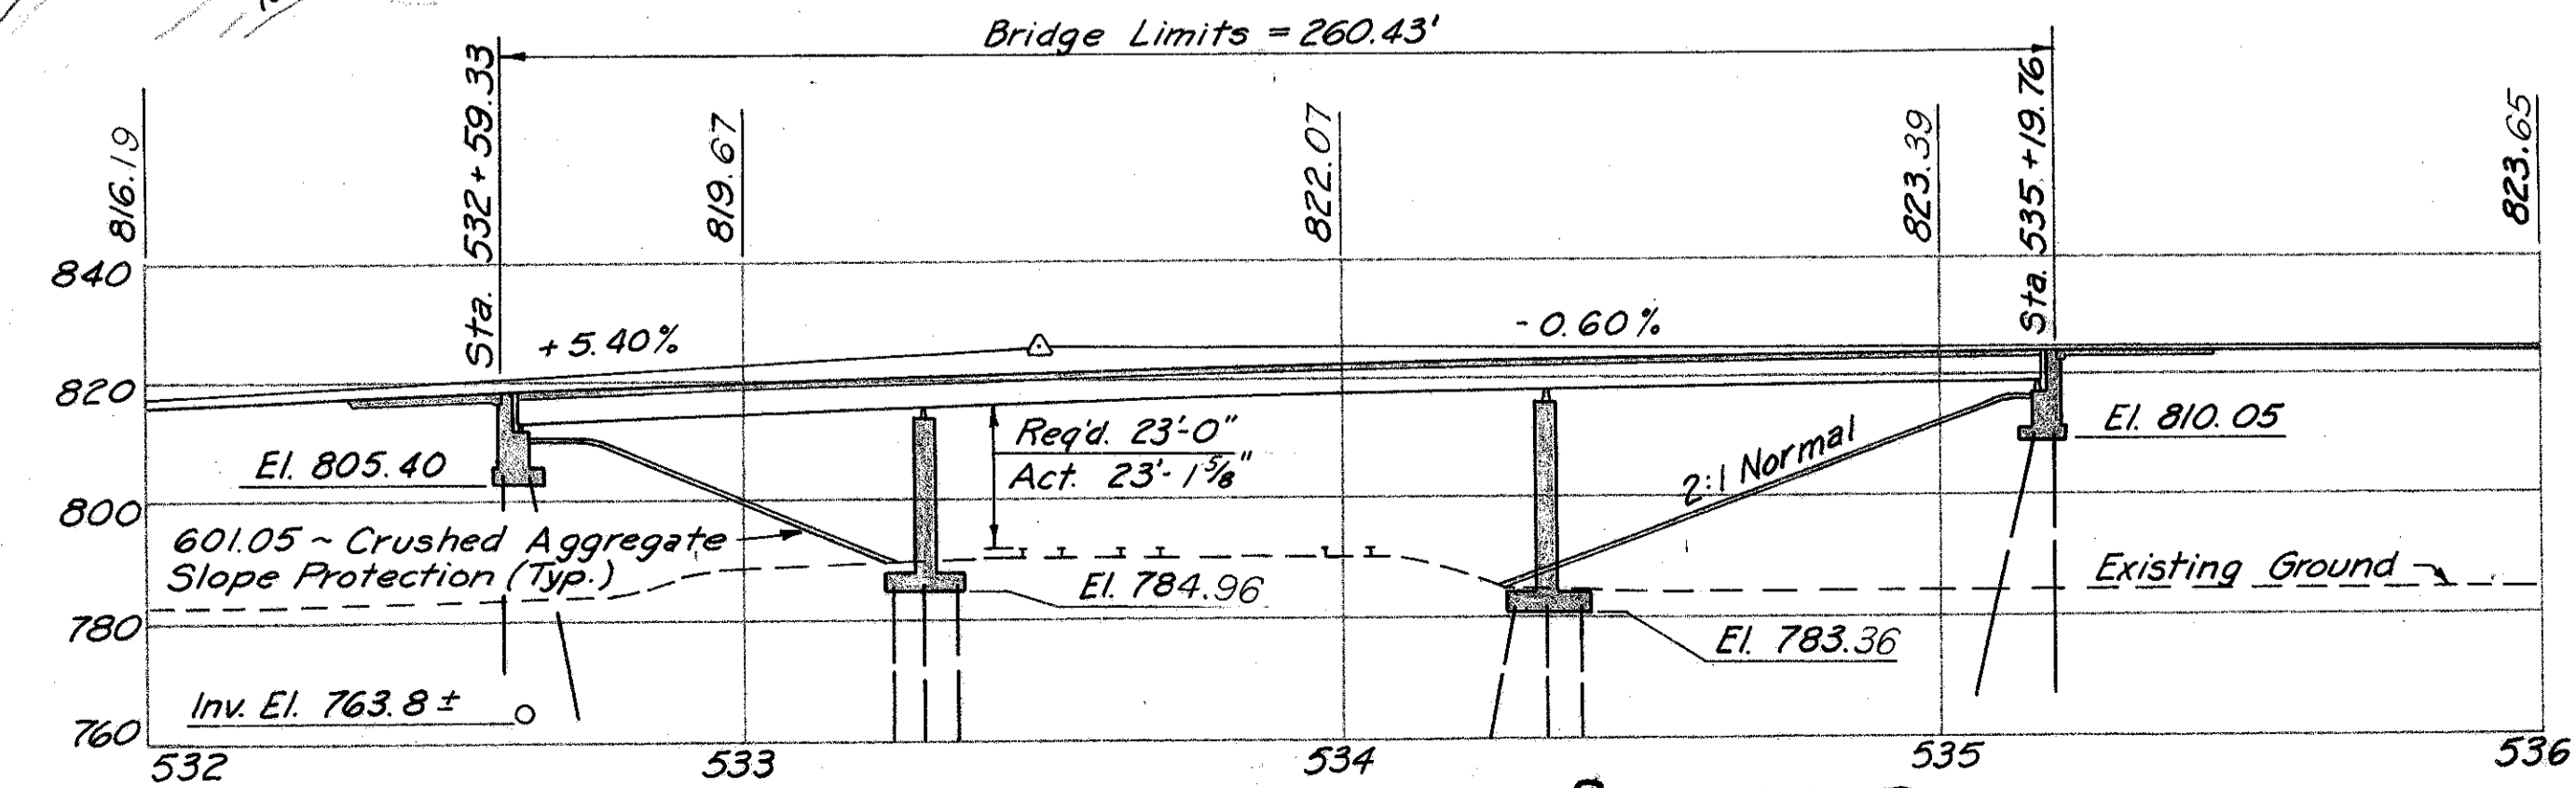 Bridge Limits = 260.43'
816.19
Sta. 532+59.33
819.67
822.07
823.39
Sta. 535+19.76
823.65
840
+5.40%
-0.60%
820
Req'd. 23'-0"
Act. 23'-1 5/8"
El. 805.40
2:1 Normal
El. 810.05
800
601.05 ~ Crushed Aggregate
Slope Protection (Typ.)
El. 784.96
Existing Ground
780
El. 783.36
Inv. El. 763.8 ±
760
532
533
534
535
536